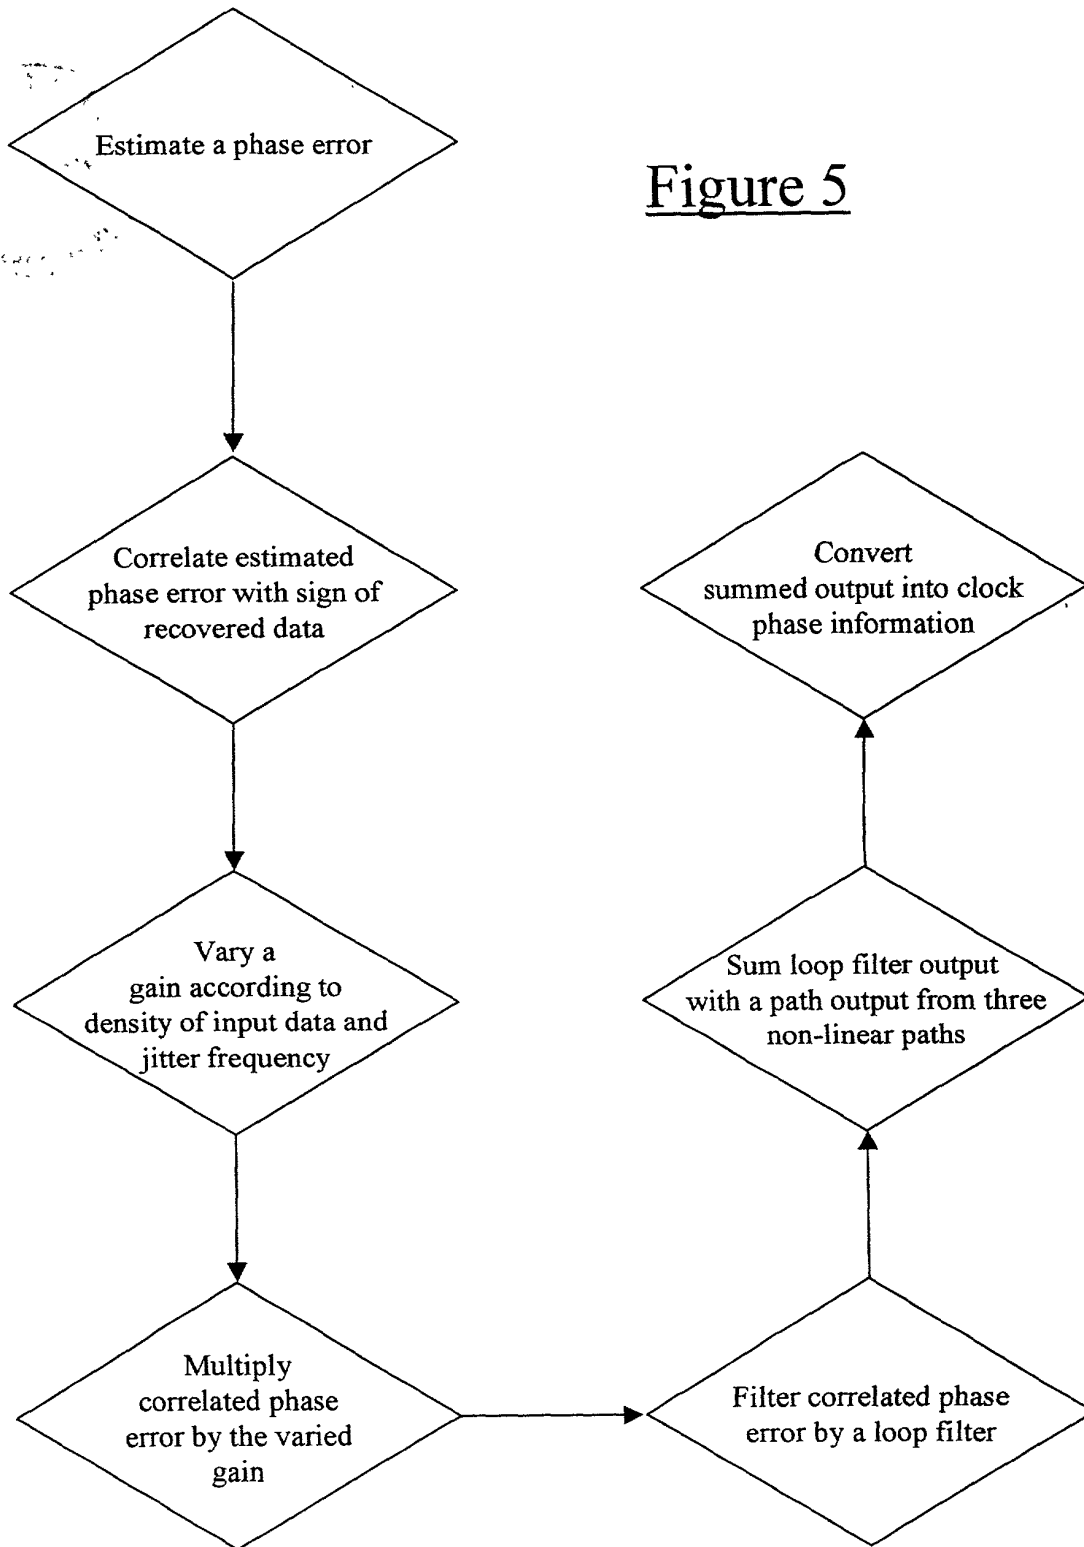 Figure 5
Estimate a phase error
Correlate estimated
phase error with sign of
recovered data
Vary a
gain according to
density of input data and
jitter frequency
Multiply
correlated phase
error by the varied
gain
Filter correlated phase
error by a loop filter
Sum loop filter output
with a path output from three
non-linear paths
Convert
summed output into clock
phase information